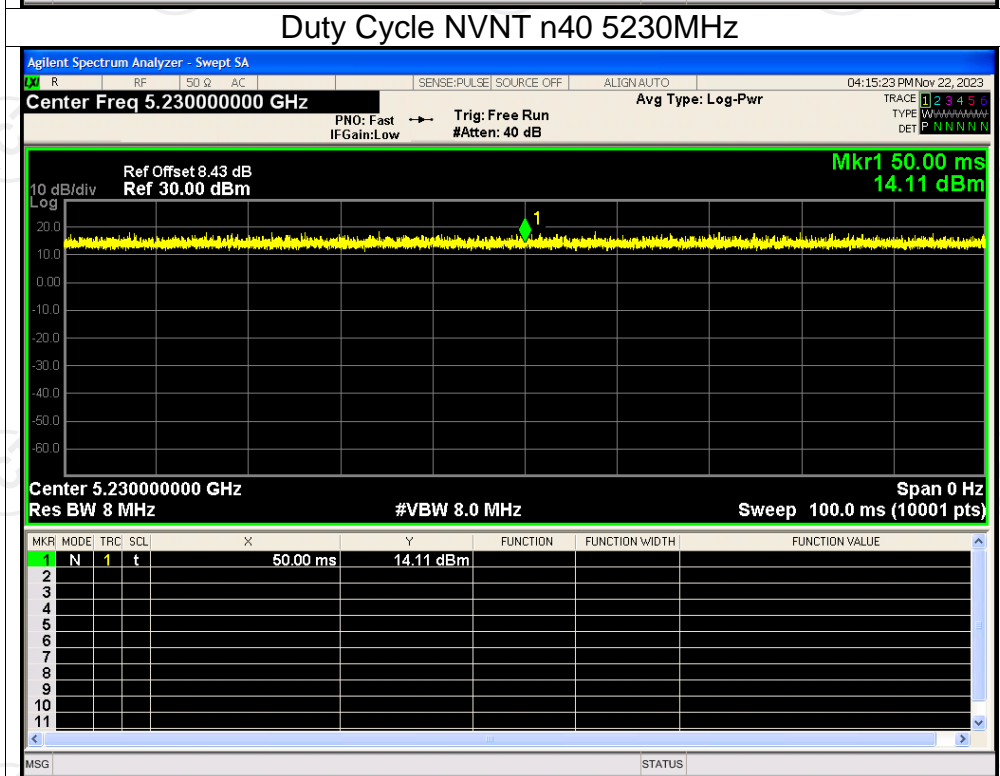 Duty Cycle NVNT n40 5230MHz
Agilent Spectrum Analyzer - Swept SA
LXI R RF 50 Ω AC SENSE:PULSE SOURCE OFF ALIGN AUTO 04:15:23 PM Nov 22, 2023
Center Freq 5.230000000 GHz Avg Type: Log-Pwr TRACE 1 2 3 4 5 6
PNO: Fast Trig: Free Run TYPE WWWWWW
IFGain:Low #Atten: 40 dB DET P N N N N N
Mkr1 50.00 ms
Ref Offset 8.43 dB
10 dB/div Ref 30.00 dBm 14.11 dBm
Log
1
20.0
10.0
0.00
-10.0
-20.0
-30.0
-40.0
-50.0
-60.0
Center 5.230000000 GHz Span 0 Hz
Res BW 8 MHz #VBW 8.0 MHz Sweep 100.0 ms (10001 pts)
MKR MODE TRC SCL X Y FUNCTION FUNCTION WIDTH FUNCTION VALUE
1 N 1 t 50.00 ms 14.11 dBm
2
3
4
5
6
7
8
9
10
11
MSG STATUS